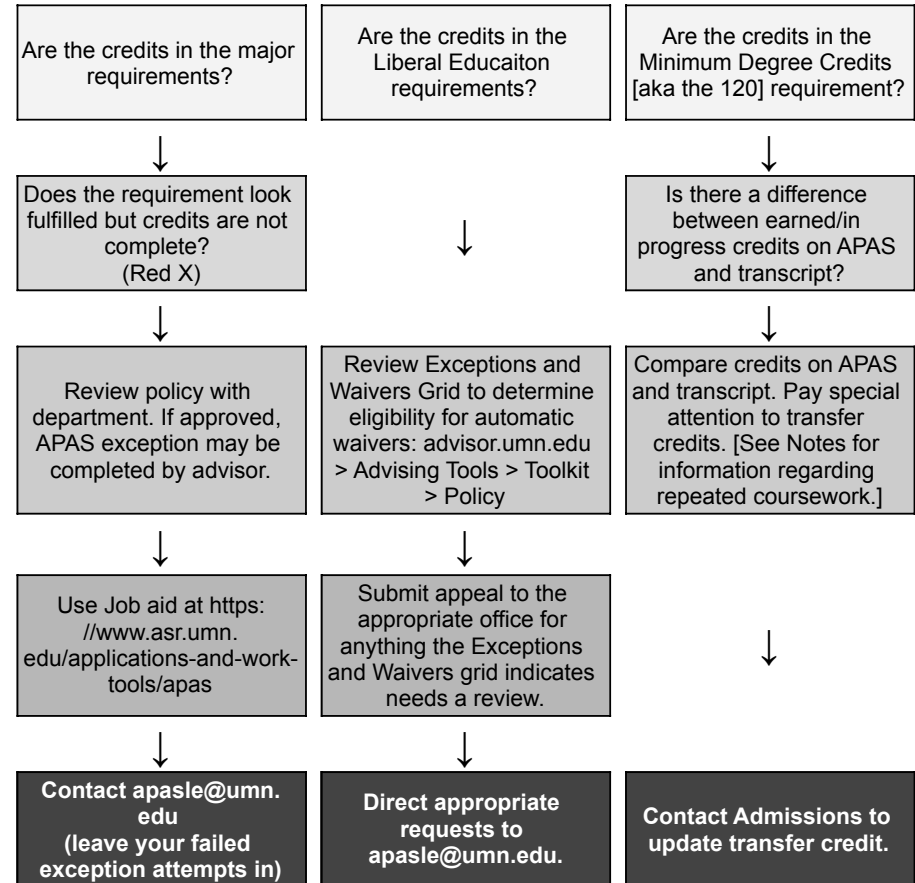 Are the credits in the major
requirements?
Are the credits in the
Liberal Educaiton
requirements?
Are the credits in the
Minimum Degree Credits
[aka the 120] requirement?
Does the requirement look
fulfilled but credits are not
complete?
(Red X)
Is there a difference
between earned/in
progress credits on APAS
and transcript?
Review policy with
department. If approved,
APAS exception may be
completed by advisor.
Review Exceptions and
Waivers Grid to determine
eligibility for automatic
waivers: advisor.umn.edu
> Advising Tools > Toolkit
> Policy
Compare credits on APAS
and transcript. Pay special
attention to transfer
credits. [See Notes for
information regarding
repeated coursework.]
Use Job aid at https:
//www.asr.umn.
edu/applications-and-work-
tools/apas
Submit appeal to the
appropriate office for
anything the Exceptions
and Waivers grid indicates
needs a review.
Contact apasle@umn.
edu
(leave your failed
exception attempts in)
Direct appropriate
requests to
apasle@umn.edu.
Contact Admissions to
update transfer credit.